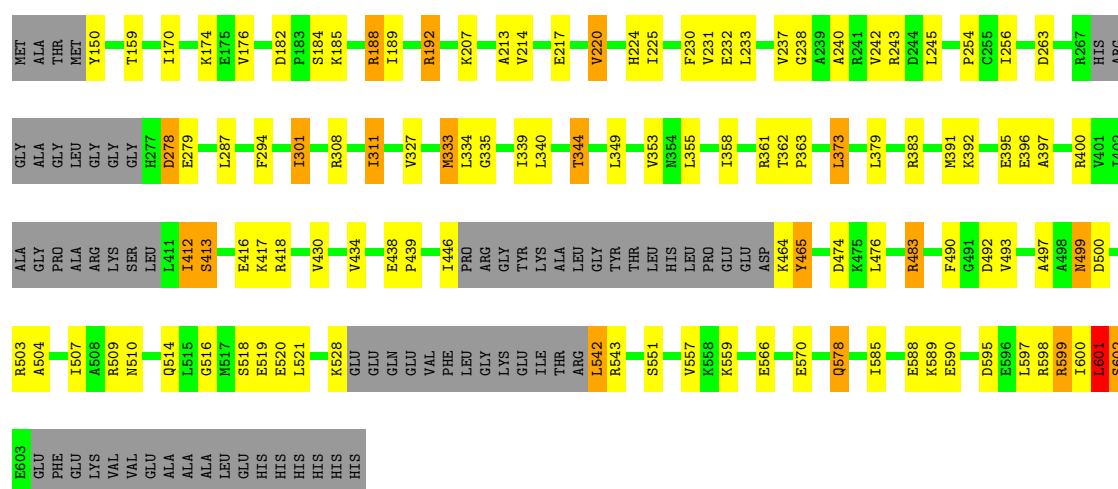 MET ALA THR MET Y150 T159 I170 K174 E175 V176 D182 P183 S184 K185 R188 I189 R192 K207 A213 V214 E217 V220 H224 I225 F230 V231 E232 L233 V237 G238 A239 A240 R241 V242 R243 D244 L245 P254 C255 I256 D263 R267 HIS ARG
GLY ALA GLY LEU GLY GLY GLY H277 D278 E279 L287 F294 I301 R308 I311 V327 M333 L334 G335 I339 L340 T344 L349 V353 N354 L355 I358 R361 T362 P363 L373 L379 R383 M391 K392 E395 E396 A397 R400 V401 I402
ALA GLY PRO ALA ARG LYS SER LEU L411 I412 S413 E416 K417 R418 V430 V434 E438 P439 I446 PRO ARG GLY TYR LYS ALA LEU GLY TYR THR LEU HIS LEU PRO GLU GLU ASP K464 Y465 D474 K475 L476 R483 F490 G491 D492 V493 A497 A498 N499 D500
R503 A504 I507 A508 R509 N510 Q514 L515 G516 M517 S518 E519 E520 L521 K528 GLU GLU GLN GLU VAL PHE LEU GLY LYS GLU ILE THR ARG L542 R543 S551 V557 K558 K559 E566 E570 Q578 I585 E588 K589 E590 D595 E596 L597 R598 R599 I600 L601 S602
E603 GLU PHE GLU LYS VAL VAL GLU ALA ALA ALA LEU GLU HIS HIS HIS HIS HIS HIS